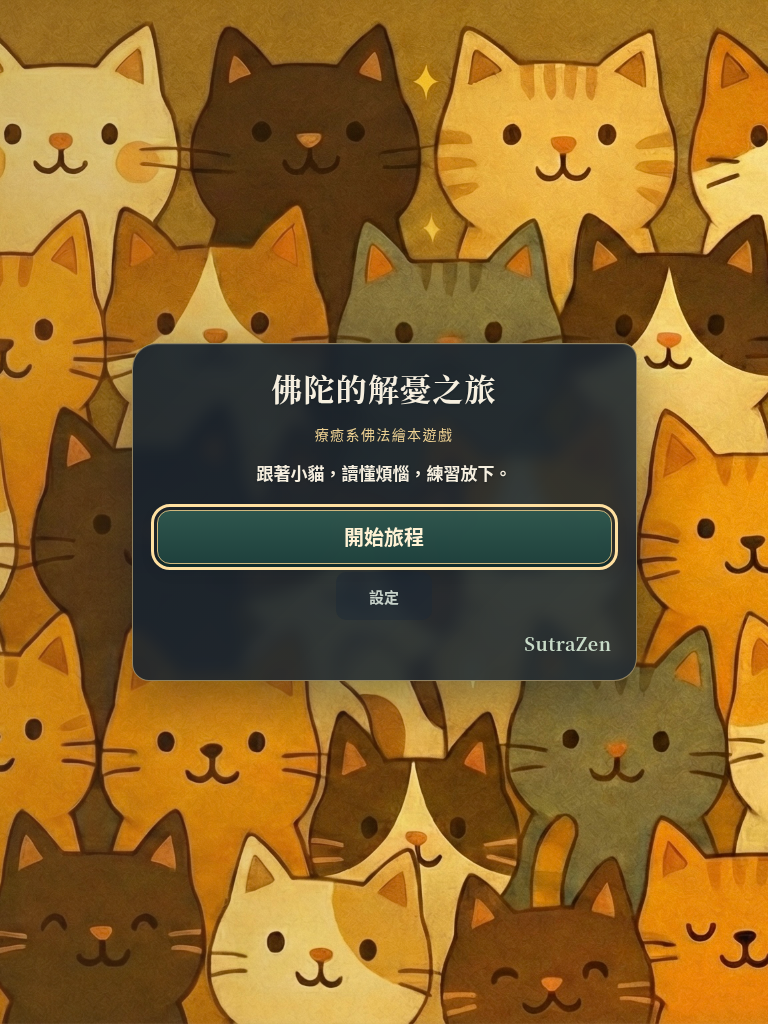 佛陀的解憂之旅
療癒系佛法繪本遊戲
跟著小貓，讀懂煩惱，練習放下。
開始旅程
設定
SutraZen